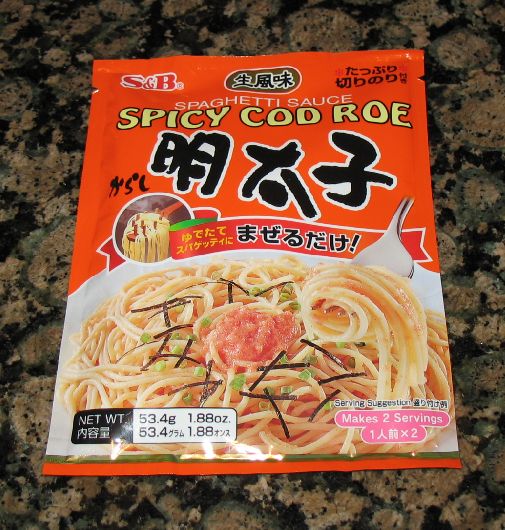 S&B®
生風味
たっぷり
切りのり付き
SPAGHETTI SAUCE
SPICY COD ROE
からし
明太子
ゆでたて
スパゲッティに
まぜるだけ!
Serving Suggestion 盛り付け例
NET WT. 53.4g 1.88oz.
内容量 53.4グラム 1.88オンス
Makes 2 Servings
1人前×2